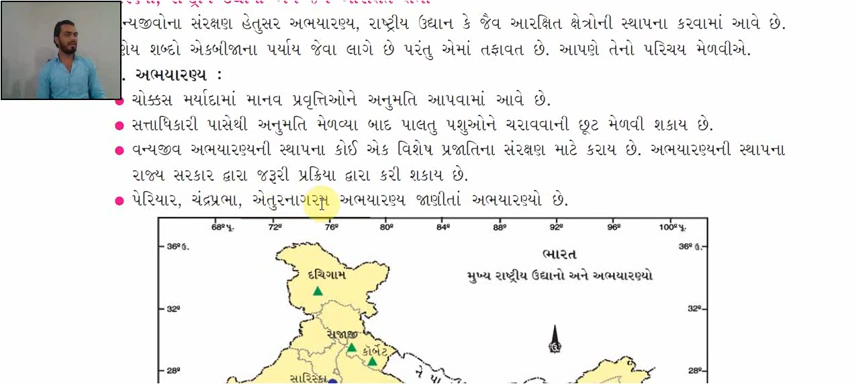 વન્યજીવોના સંરક્ષણ હેતુસર અભયારણ્ય, રાષ્ટ્રીય ઉદ્યાન કે જૈવ આરક્ષિત ક્ષેત્રોની સ્થાપના કરવામાં આવે છે.
શબ્દો એકબીજાના પર્યાય જેવા લાગે છે પરંતુ એમાં તફાવત છે. આપણે તેનો પરિચય મેળવીએ.
. અભયારણ્ય :
● ચોક્કસ મર્યાદામાં માનવ પ્રવૃત્તિઓને અનુમતિ આપવામાં આવે છે.
● સત્તાધિકારી પાસેથી અનુમતિ મેળવ્યા બાદ પાલતુ પશુઓને ચરાવવાની છૂટ મેળવી શકાય છે.
● વન્યજીવ અભયારણ્યની સ્થાપના કોઈ એક વિશેષ પ્રજાતિના સંરક્ષણ માટે કરાય છે. અભયારણ્યની સ્થાપના
રાજ્ય સરકાર દ્વારા જરૂરી પ્રક્રિયા દ્વારા કરી શકાય છે.
● પેરિયાર, ચંદ્રપ્રભા, એતુરનાગરમ અભયારણ્ય જાણીતાં અભયારણ્યો છે.
68° પૂ. 72° 76° 80° 84° 88° 92° 96° 100° પૂ.
36° ઉ. 36° ઉ.
ભારત
મુખ્ય રાષ્ટ્રીય ઉદ્યાનો અને અભયારણ્યો
દચિગામ
32° 32°
રાજાજી
કોર્બેટ
28° 28°
ને પા
સારિસ્કા